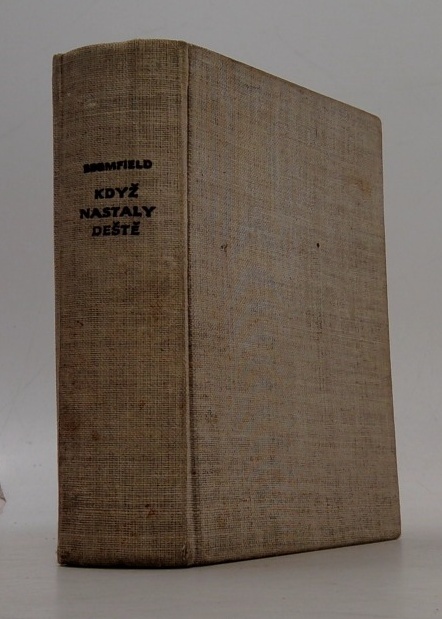 BROMFIELD
KDYŽ
NASTALY
DEŠTĚ